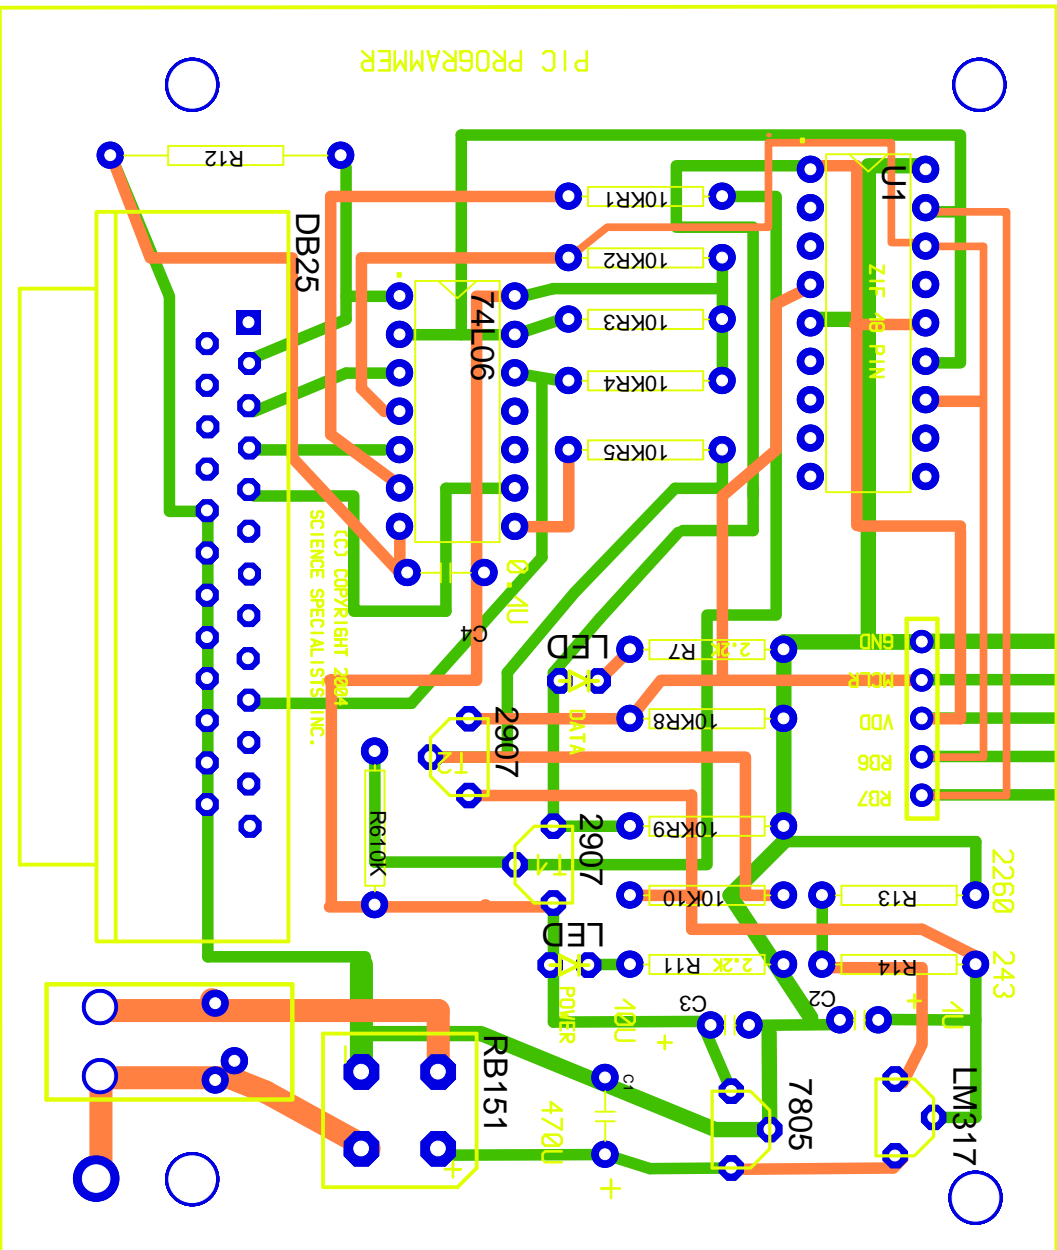 PIC PROGRAMMER
R12
10KR1
U1
DB25
10KR2
ZIF 18 PIN
74L06
10KR3
10KR4
10KR5
(C) COPYRIGHT 2004
SCIENCE SPECIALISTS INC.
0.1U
C4
LED
R7 2.2K
GND
MCLR
DATA
10KR8
VDD
2907
T2
RB6
RB7
R610K
10KR9
2907
T1
10K10
R13
2260
LED
R11 2.2K
R14
243
POWER
10U
C3
C2
1U
+
+
RB151
C1
470U
7805
LM317
+
+